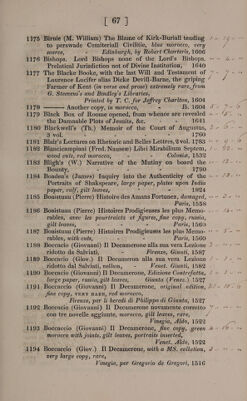 [ 67 ]
1175 Birnie (M. William) The Blame of Kirk-Buriall tending
to perswade Cemiteriall Civilitie, blue morocco, very
scarce, Edinburgh, by Robert Charteris, 1606
1176 Bishops. Lord Bishops none of the Lord's Bishops.
Prelatical Jurisdiction not of Divine Institution, 1640
1177 The Blacke Booke, with the last Will and Testament of
Laurence Lucifer alias Dicke Devill-Barne, the griping
Farmer of Kent (in verse and prose) extremely rare, from
G. Steevens's and Bindley's Libraries,
Printed by T. C. for Jeffrey Charlton, 1604
1178 ——— Another copy, in morocco, Ib. 1604
1179 Black Box of Roome opened, from whence are revealed
the Damnable Plots of Jesuits, &c. 1641
1180 Blackwell's (Th.) Memoir of the Court of Augustus,
3 vol. 1760
1181 Blair's Lectures on Rhetoric and Belles Lettres, 2 vol. 1783
1182 Blancicampiani (Fred. Nauseæ) Libri Mirabilium Septem,
wood cuts, red morocco, Coloniæ, 1532
1183 Bligh's (W.) Narrative of the Mutiny on board the
Bounty, 1790
1184 Boaden's (James) Inquiry into the Authenticity of the
Portraits of Shakspeare, large paper, plates upon India
paper, calf, gilt leaves, 1824
1185 Boaistuau (Pierre) Histoire des Amans Fortunez, damaged,
Paris, 1558
1186 Boaistuau (Pierre) Histoires Prodigieuses les plus Memo-
rables, avec les pourtraicts et figures, fine copy, russia,
gilt leaves, Paris, 1560
1187 Boaistuau (Pierre) Histoires Prodigieuses les plus Memo-
rables, with cuts, Paris, 1560
1188 Boccacio (Giovanni) Il Decamerone alla sua vera Lezione
ridotto da Salviati, Firenze, Giunti, 1587
1189 Boccacio (Giov.) Il Decameron alla sua vera Lezione
ridotto dal Salviati, vellum, Venet. Giunti, 1582
1190 Boccacio (Giovanni) Il Decamerone, Edizione Contrefatta,
large paper, russia, gilt leaves, Giunta (Venez.) 1527
1191 Boccaccio (Giovanni) Il Decamerone, original edition,
fine copy, VERY RARE, red morocco,
Firenze, per li heredi di Philippo di Giunta, 1527
1192 Boccaccio (Giovanni) Il Decamerone novamente corretto
con tre novelle aggiunte, morocco, gilt leaves, rare,
Venetia, Aldo, 1522
1193 Boccaccio (Giovanni) Il Decamerone, fine copy, green
morocco with joints, gilt leaves, portraits inserted,
Venet. Aldo, 1522
1194 Boccaccio (Giov.) Il Decamerone, with a MS. collation,
very large copy, rare,
Venegia, per Gregorio de Gregori, 1516